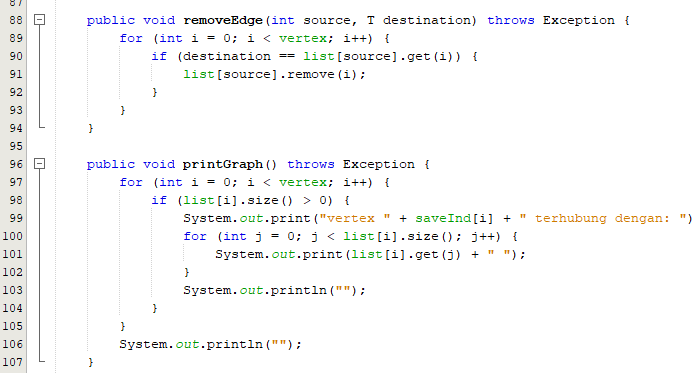 87
88 public void removeEdge(int source, T destination) throws Exception {
89 for (int i = 0; i < vertex; i++) {
90 if (destination == list[source].get(i)) {
91 list[source].remove(i);
92 }
93 }
94 }
95
96 public void printGraph() throws Exception {
97 for (int i = 0; i < vertex; i++) {
98 if (list[i].size() > 0) {
99 System.out.print("vertex " + saveInd[i] + " terhubung dengan: ")
100 for (int j = 0; j < list[i].size(); j++) {
101 System.out.print(list[i].get(j) + " ");
102 }
103 System.out.println("");
104 }
105 }
106 System.out.println("");
107 }